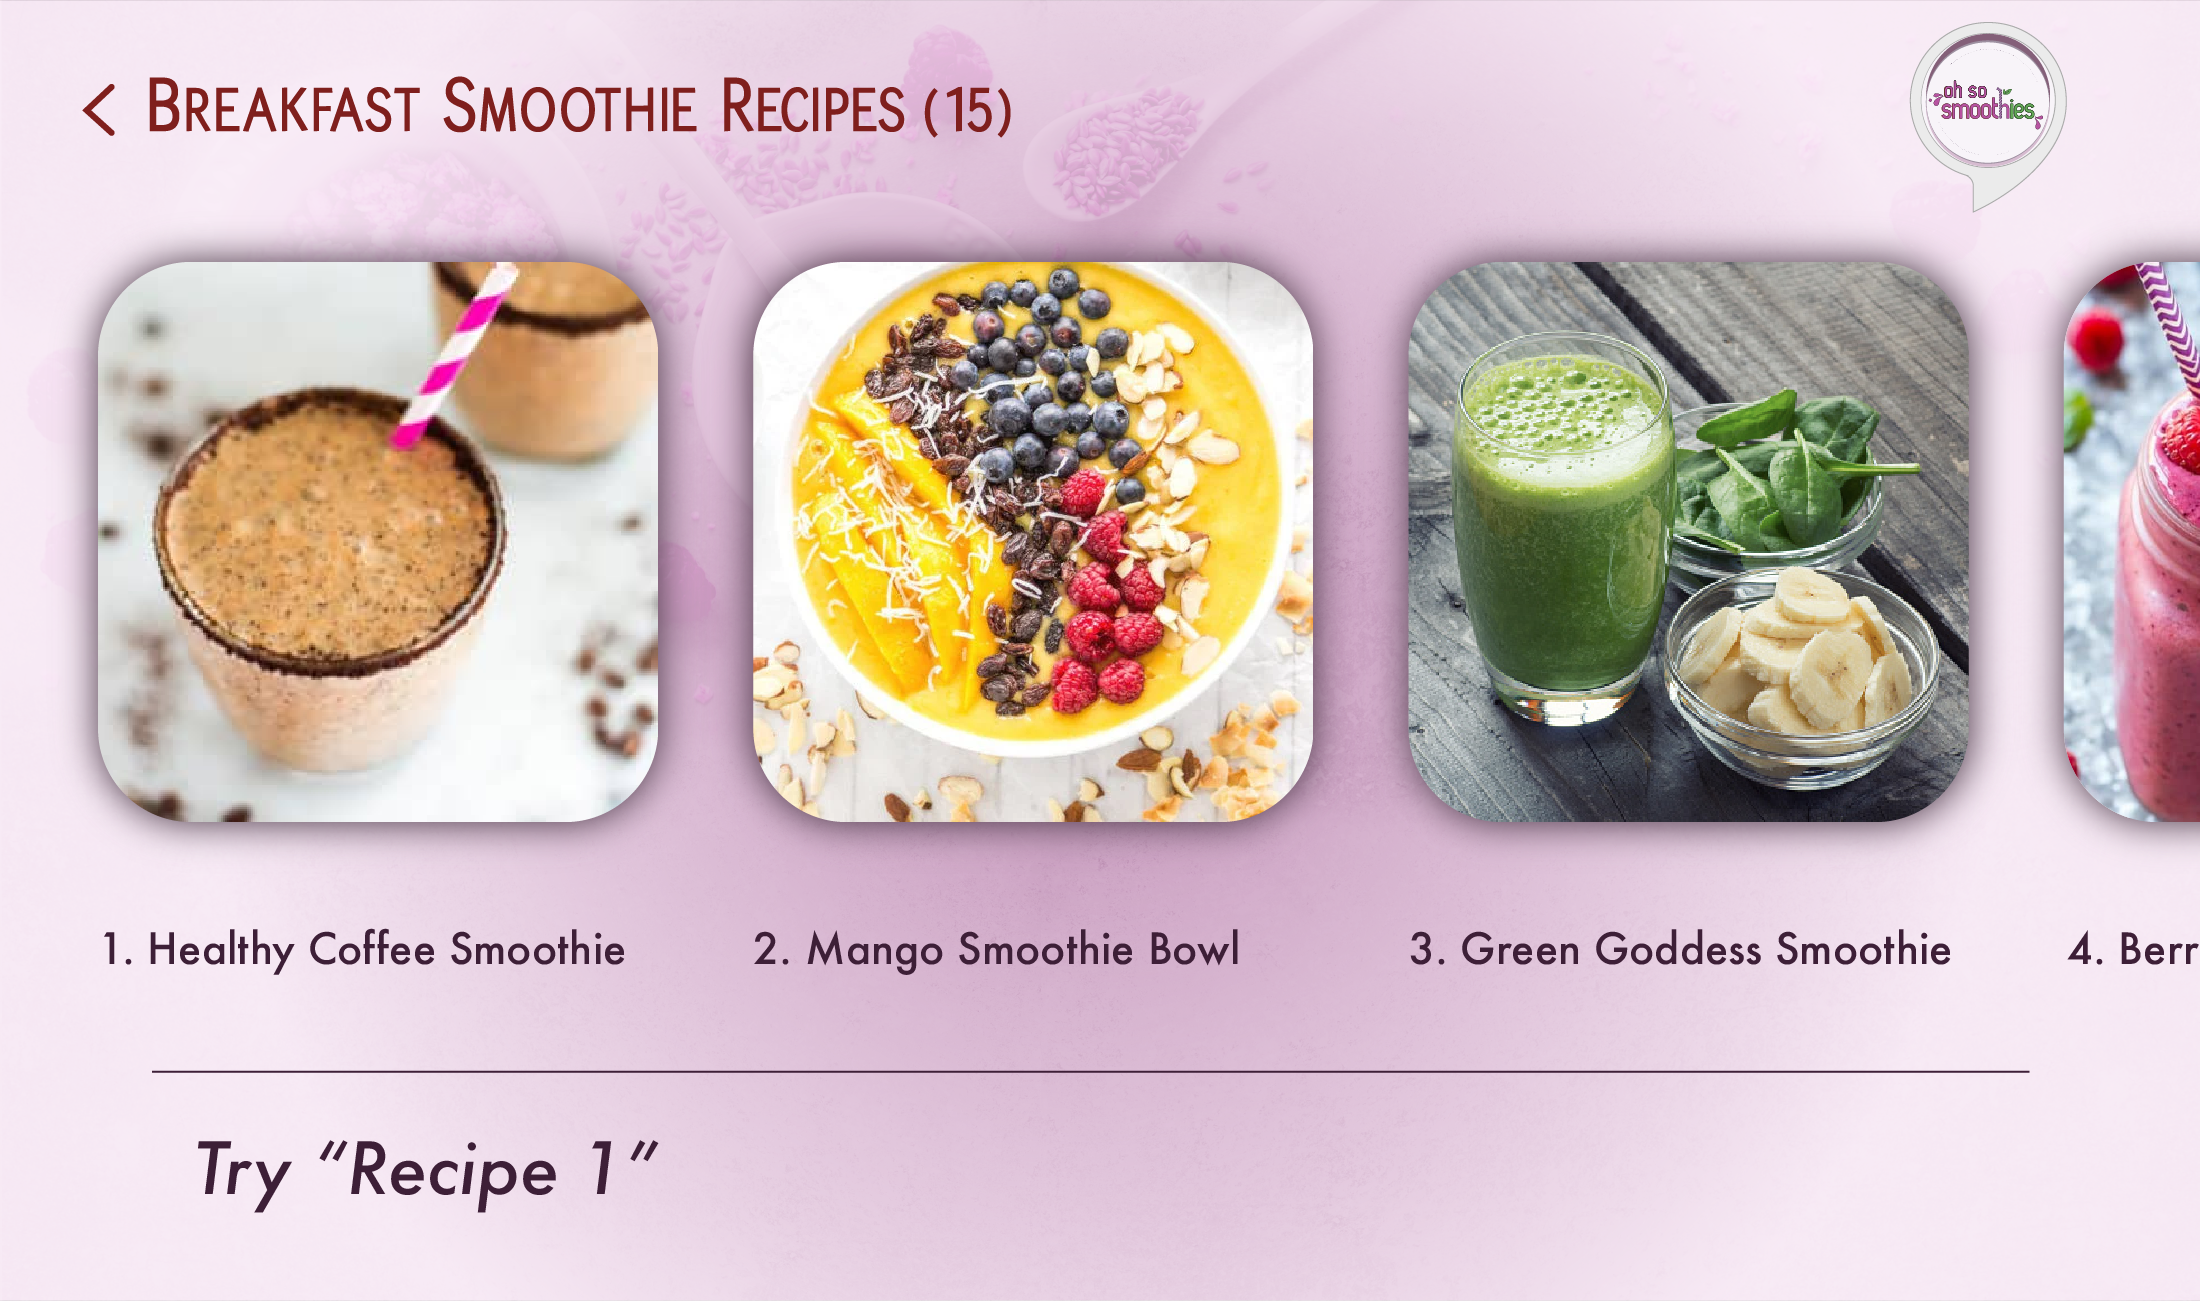 < Breakfast Smoothie Recipes (15)
oh so
smoothies
1. Healthy Coffee Smoothie
2. Mango Smoothie Bowl
3. Green Goddess Smoothie
4. Berr
Try “Recipe 1”